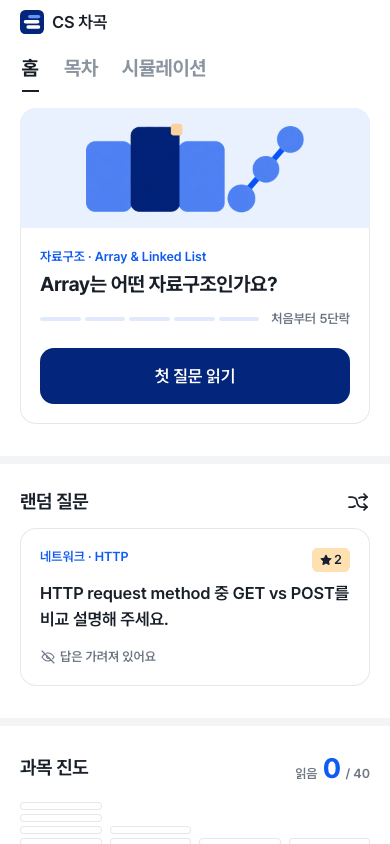 CS 차곡
홈 목차 시뮬레이션
자료구조 · Array & Linked List
Array는 어떤 자료구조인가요?
처음부터 5단락
첫 질문 읽기
랜덤 질문
네트워크 · HTTP
★ 2
HTTP request method 중 GET vs POST를
비교 설명해 주세요.
답은 가려져 있어요
과목 진도
읽음 0 / 40